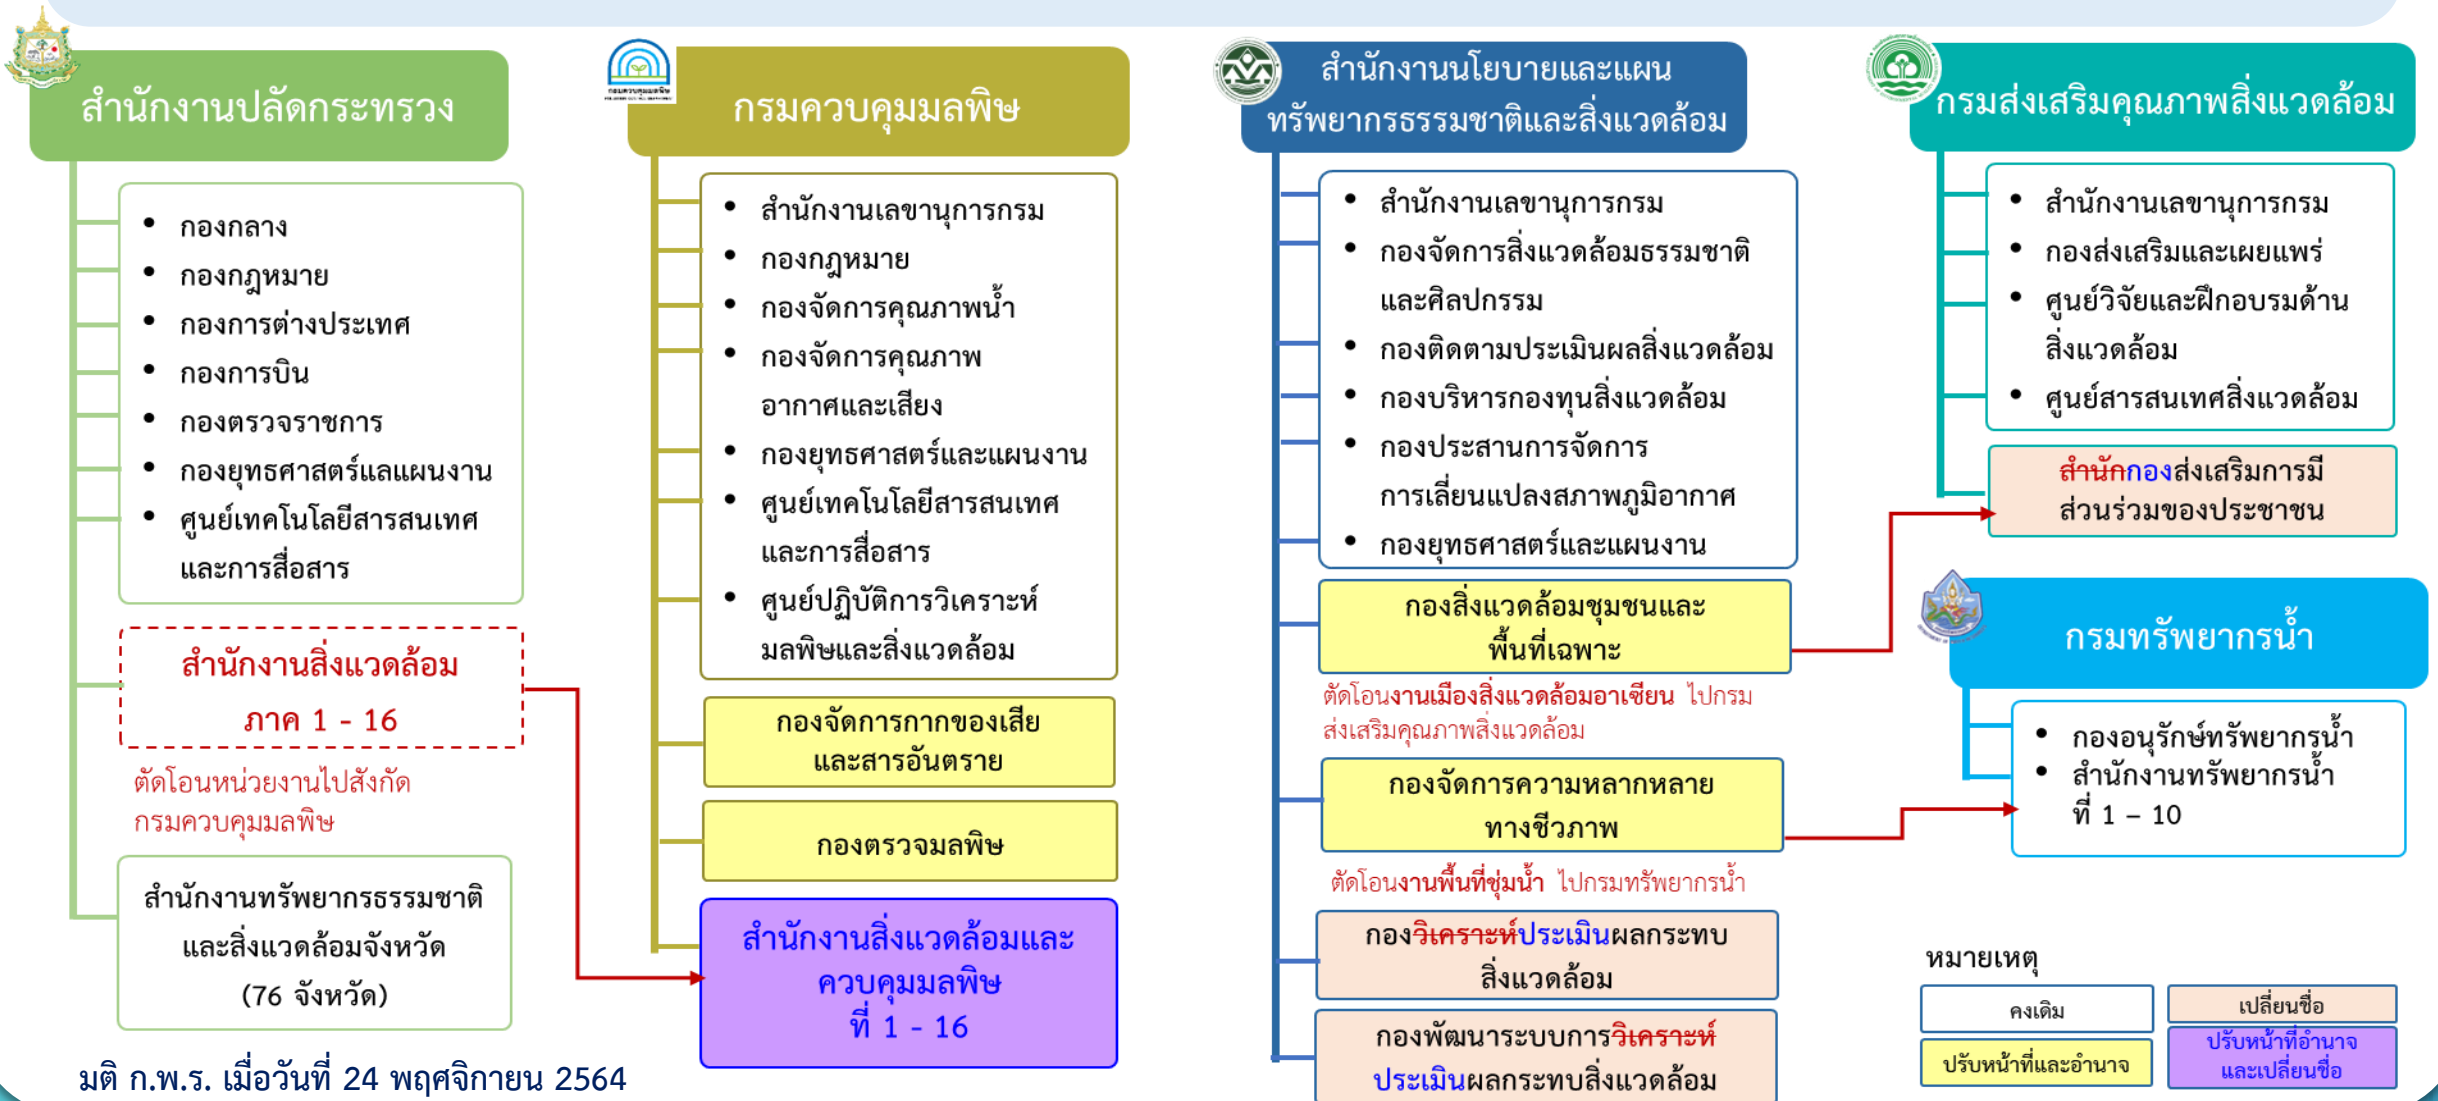 สำนักงานปลัดกระทรวง
• กองกลาง
• กองกฎหมาย
• กองการต่างประเทศ
• กองการบิน
• กองตรวจราชการ
• กองยุทธศาสตร์แลแผนงาน
• ศูนย์เทคโนโลยีสารสนเทศ
และการสื่อสาร
สำนักงานสิ่งแวดล้อม
ภาค 1 - 16
ตัดโอนหน่วยงานไปสังกัด
กรมควบคุมมลพิษ
สำนักงานทรัพยากรธรรมชาติ
และสิ่งแวดล้อมจังหวัด
(76 จังหวัด)
มติ ก.พ.ร. เมื่อวันที่ 24 พฤศจิกายน 2564
กรมควบคุมมลพิษ
กรมควบคุมมลพิษ
• สำนักงานเลขานุการกรม
• กองกฎหมาย
• กองจัดการคุณภาพน้ำ
• กองจัดการคุณภาพ
อากาศและเสียง
• กองยุทธศาสตร์และแผนงาน
• ศูนย์เทคโนโลยีสารสนเทศ
และการสื่อสาร
• ศูนย์ปฏิบัติการวิเคราะห์
มลพิษและสิ่งแวดล้อม
กองจัดการกากของเสีย
และสารอันตราย
กองตรวจมลพิษ
สำนักงานสิ่งแวดล้อมและ
ควบคุมมลพิษ
ที่ 1 - 16
สำนักงานนโยบายและแผน
ทรัพยากรธรรมชาติและสิ่งแวดล้อม
• สำนักงานเลขานุการกรม
• กองจัดการสิ่งแวดล้อมธรรมชาติ
และศิลปกรรม
• กองติดตามประเมินผลสิ่งแวดล้อม
• กองบริหารกองทุนสิ่งแวดล้อม
• กองประสานการจัดการ
การเลี่ยนแปลงสภาพภูมิอากาศ
• กองยุทธศาสตร์และแผนงาน
กองสิ่งแวดล้อมชุมชนและ
พื้นที่เฉพาะ
ตัดโอนงานเมืองสิ่งแวดล้อมอาเซียน ไปกรม
ส่งเสริมคุณภาพสิ่งแวดล้อม
กองจัดการความหลากหลาย
ทางชีวภาพ
ตัดโอนงานพื้นที่ชุ่มน้ำ ไปกรมทรัพยากรน้ำ
กองวิเคราะห์ประเมินผลกระทบ
สิ่งแวดล้อม
กองพัฒนาระบบการวิเคราะห์
ประเมินผลกระทบสิ่งแวดล้อม
กรมส่งเสริมคุณภาพสิ่งแวดล้อม
• สำนักงานเลขานุการกรม
• กองส่งเสริมและเผยแพร่
• ศูนย์วิจัยและฝึกอบรมด้าน
สิ่งแวดล้อม
• ศูนย์สารสนเทศสิ่งแวดล้อม
สำนักกองส่งเสริมการมี
ส่วนร่วมของประชาชน
กรมทรัพยากรน้ำ
• กองอนุรักษ์ทรัพยากรน้ำ
• สำนักงานทรัพยากรน้ำ
ที่ 1 – 10
หมายเหตุ
คงเดิม
เปลี่ยนชื่อ
ปรับหน้าที่และอำนาจ
ปรับหน้าที่อำนาจ
และเปลี่ยนชื่อ